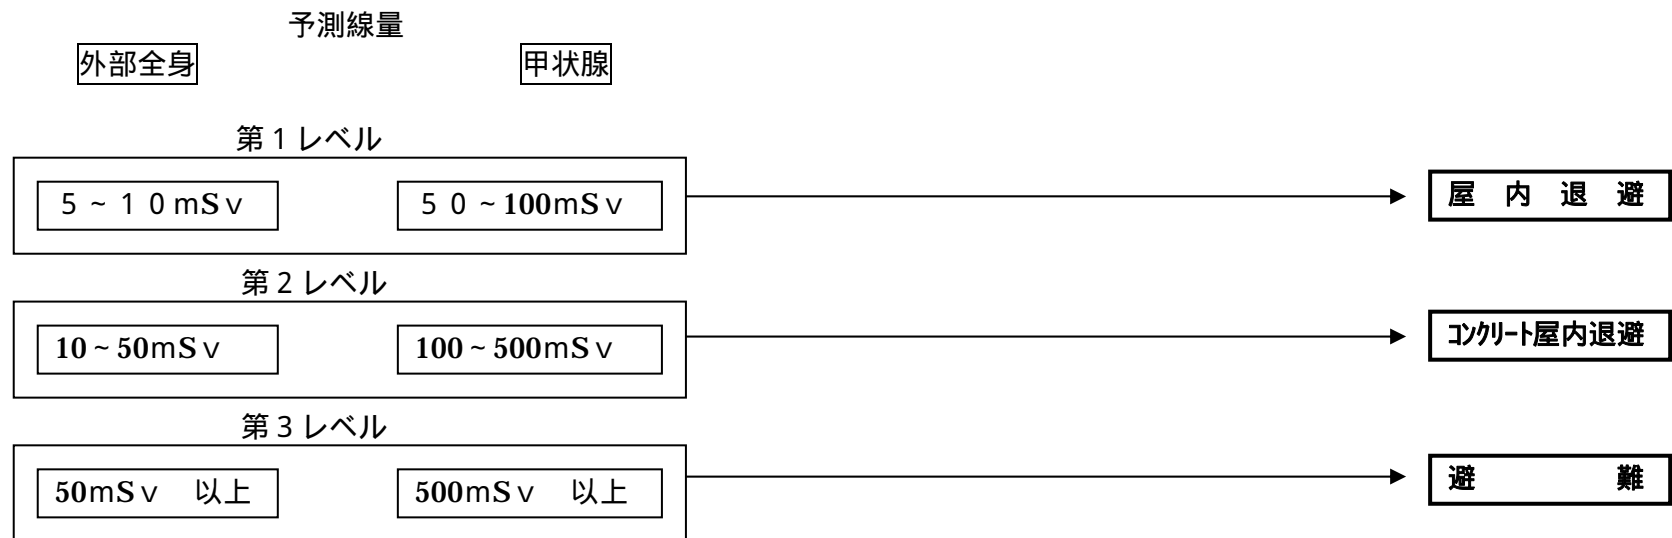 予測線量
外部全身 甲状腺
第1レベル
5~10mSv 50~100mSv 屋内退避
第2レベル
10~50mSv 100~500mSv コンクリート屋内退避
第3レベル
50mSv 以上 500mSv 以上 避難